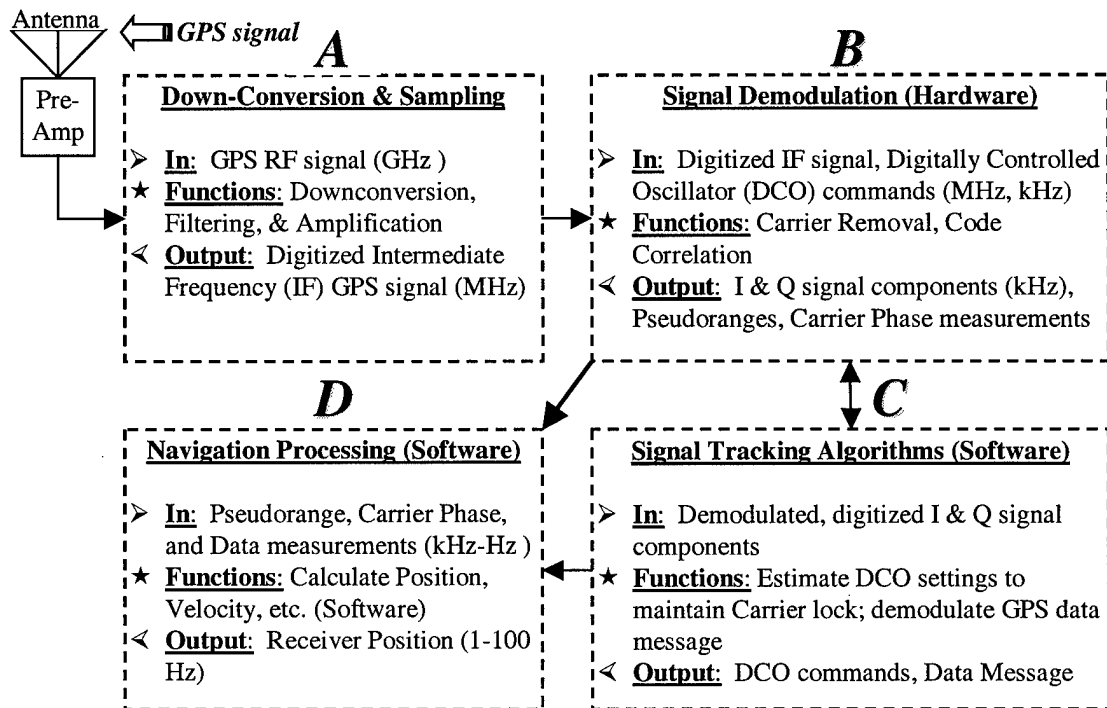 Antenna
GPS signal
Pre-
Amp
A
Down-Conversion & Sampling
In: GPS RF signal (GHz )
Functions: Downconversion,
Filtering, & Amplification
Output: Digitized Intermediate
Frequency (IF) GPS signal (MHz)
B
Signal Demodulation (Hardware)
In: Digitized IF signal, Digitally Controlled
Oscillator (DCO) commands (MHz, kHz)
Functions: Carrier Removal, Code
Correlation
Output: I & Q signal components (kHz),
Pseudoranges, Carrier Phase measurements
C
Signal Tracking Algorithms (Software)
In: Demodulated, digitized I & Q signal
components
Functions: Estimate DCO settings to
maintain Carrier lock; demodulate GPS data
message
Output: DCO commands, Data Message
D
Navigation Processing (Software)
In: Pseudorange, Carrier Phase,
and Data measurements (kHz-Hz )
Functions: Calculate Position,
Velocity, etc. (Software)
Output: Receiver Position (1-100
Hz)